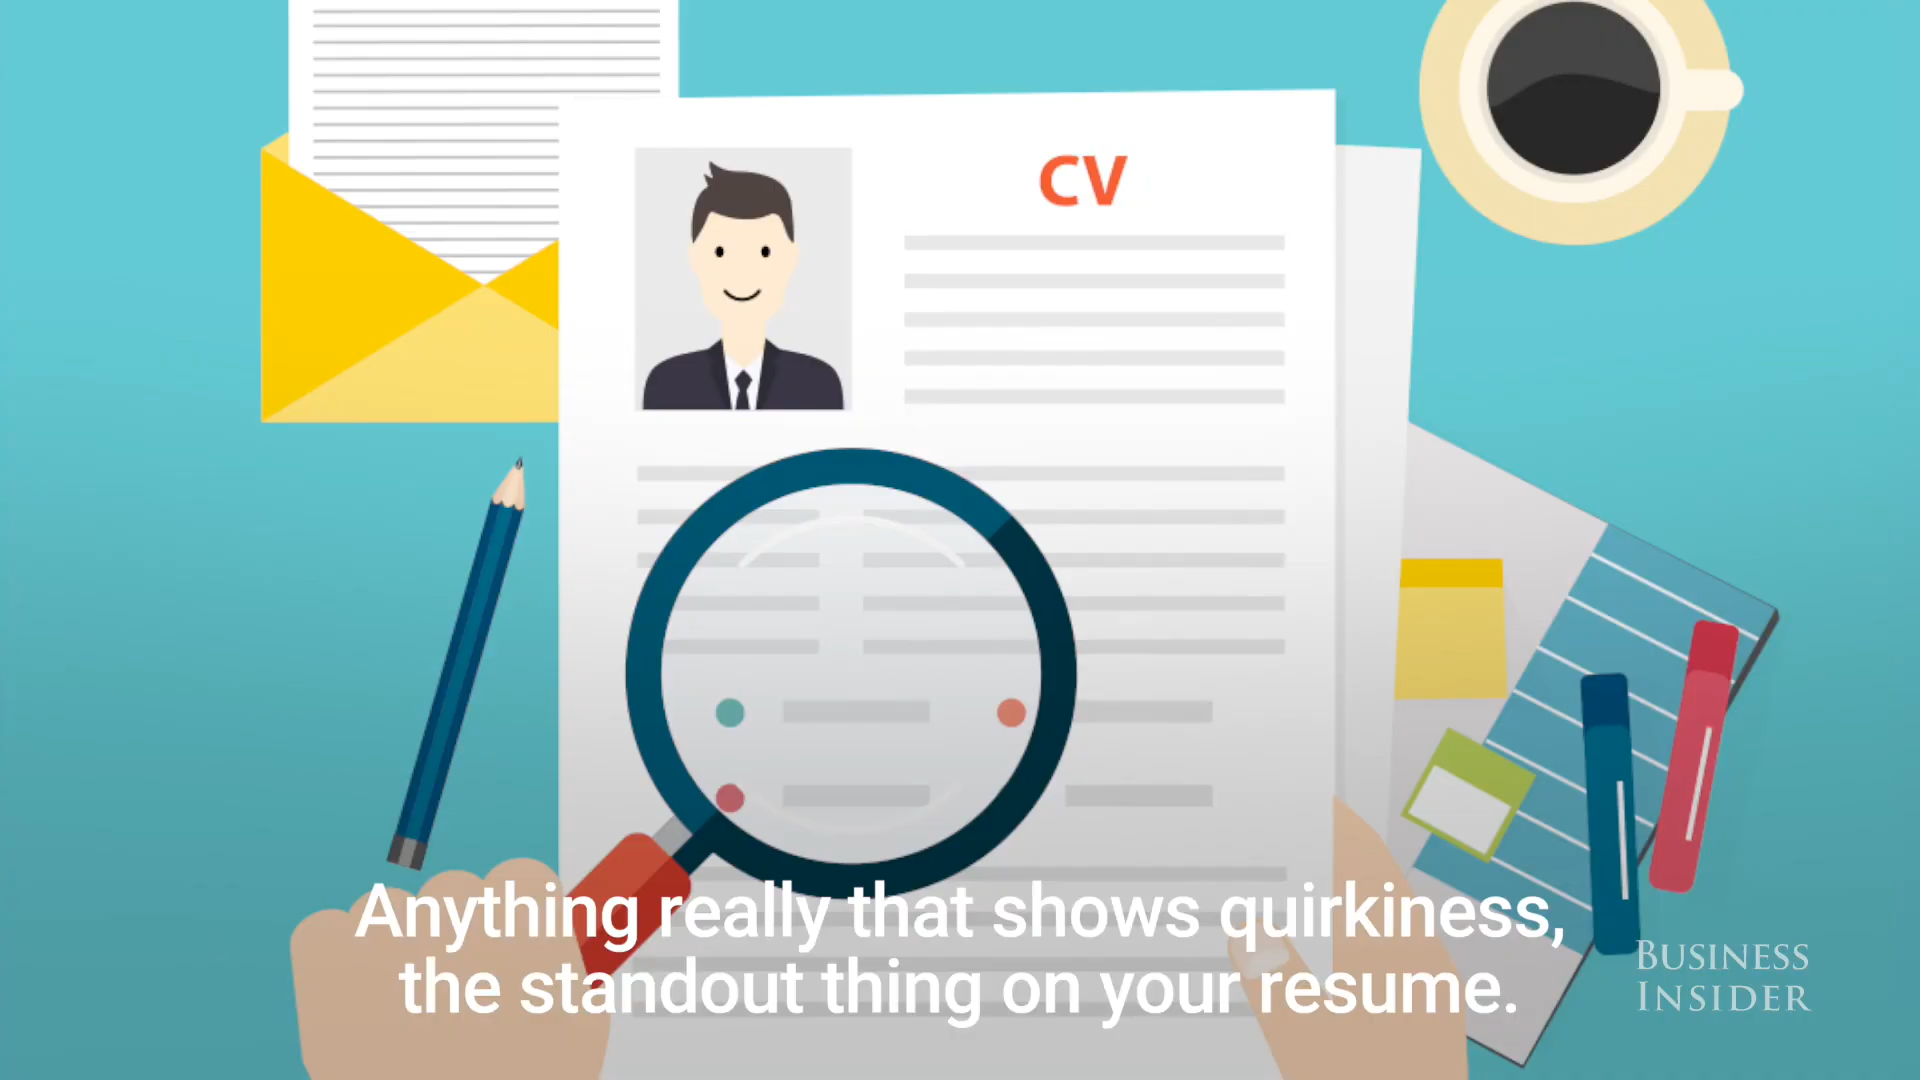 CV
Anything really that shows quirkiness,
the standout thing on your resume.
BUSINESS
INSIDER